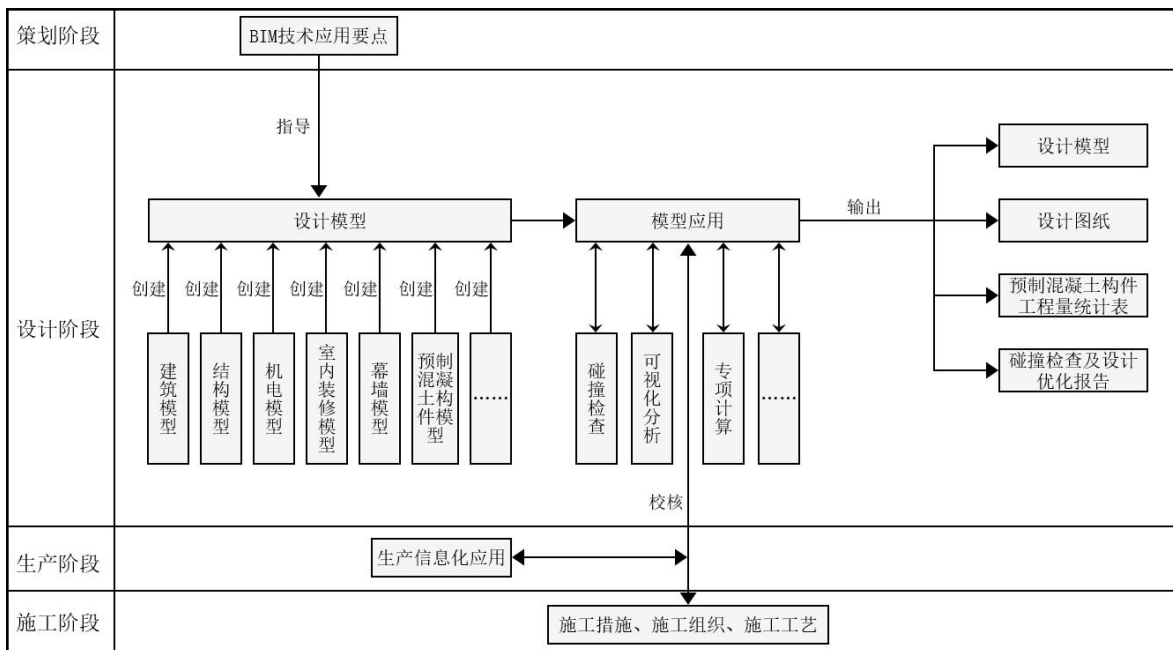 策划阶段
BIM技术应用要点
指导
设计阶段
设计模型
模型应用
输出
设计模型
设计图纸
预制混凝土构件
工程量统计表
碰撞检查及设计
优化报告
创建
创建
创建
创建
创建
创建
创建
建筑模型
结构模型
机电模型
室内装修模型
幕墙模型
预制
混凝
土构
件模
型
……
碰撞检查
可视化分析
专项计算
……
校核
生产阶段
生产信息化应用
施工阶段
施工措施、施工组织、施工工艺